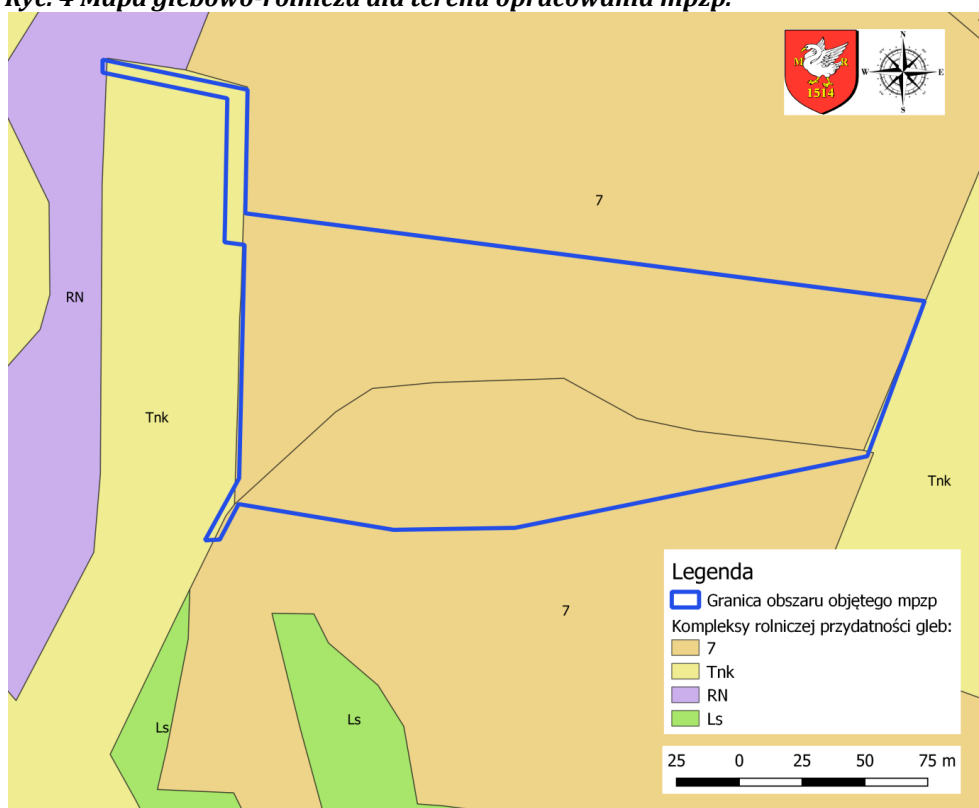 Ryc. 4 Mapa glebowo-rolnicza dla terenu opracowania mpzp.
M R
1514
N
W E
S
7
RN
Tnk
Tnk
7
Ls
Ls
Legenda
Granica obszaru objętego mpzp
Kompleksy rolniczej przydatności gleb:
7
Tnk
RN
Ls
25 0 25 50 75 m